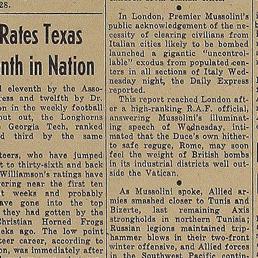 28.
Rates Texas
nth in Nation
d eleventh by the Asso-
ress and twelfth by Dr.
on in the weekly football
out put, the Longhorns
Georgia Tech, ranked
d third by the same
teers, who have jumped
t to thirty-sixth and back
Williamson's ratings have
ering near the first ten
t weeks and probably
ave gone into the top
they had gotten by the
Christian Horned Frogs
eks ago. The low point
teer career, according to
on, was immediately after
In London, Premier Mussolini's
public acknowledgement of the ne-
cessity of clearing civilians from
Italian cities likely to be bombed
launched a gigantic "uncontrol-
lable" exodus from populated cen-
ters in all sections of Italy Wed-
nesday night, the Daily Express
reported.
This report reached London aft-
er a high-ranking R.A.F. official,
answering Mussolini's illuminat-
ing speech of Wednesday, inti-
mated that the Duce's own hither-
to safe reguge, Rome, may soon
feel the weight of British bombs
in its industrial districts well out-
side the Vatican.
As Mussolini spoke, Allied ar-
mies smashed closer to Tunis and
Bizerte, last remaining Axis
strongholds in northern Tunisia;
Russian legions maintained trip-
hammer blows in their two-front
winter offensive, and Allied forces
in the Southwest Pacific contin-